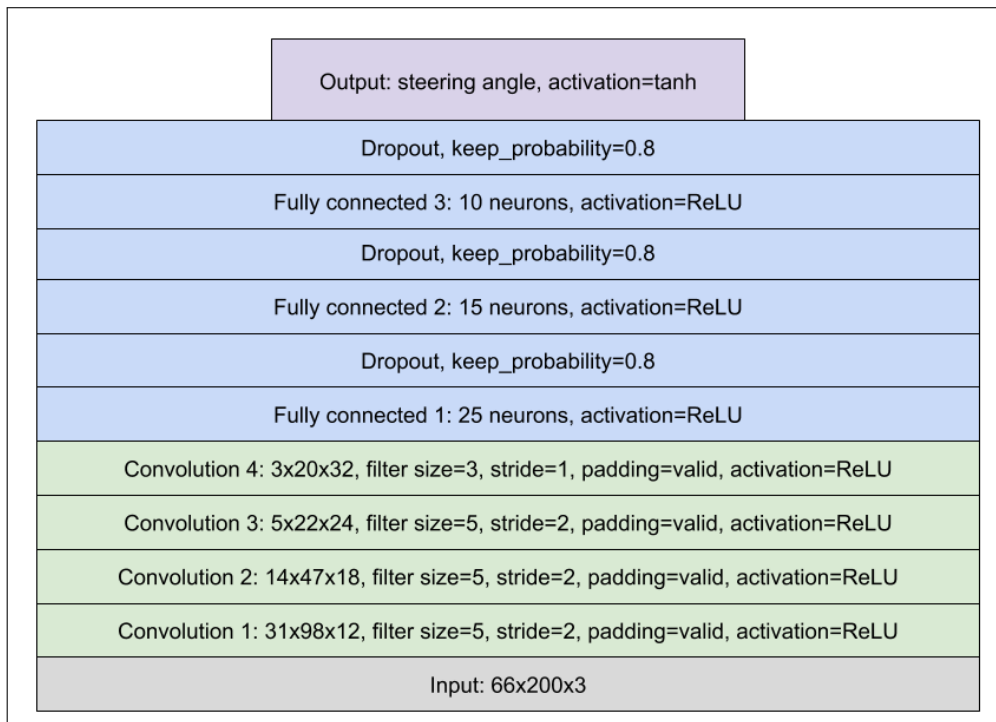 Output: steering angle, activation=tanh
Dropout, keep_probability=0.8
Fully connected 3: 10 neurons, activation=ReLU
Dropout, keep_probability=0.8
Fully connected 2: 15 neurons, activation=ReLU
Dropout, keep_probability=0.8
Fully connected 1: 25 neurons, activation=ReLU
Convolution 4: 3x20x32, filter size=3, stride=1, padding=valid, activation=ReLU
Convolution 3: 5x22x24, filter size=5, stride=2, padding=valid, activation=ReLU
Convolution 2: 14x47x18, filter size=5, stride=2, padding=valid, activation=ReLU
Convolution 1: 31x98x12, filter size=5, stride=2, padding=valid, activation=ReLU
Input: 66x200x3